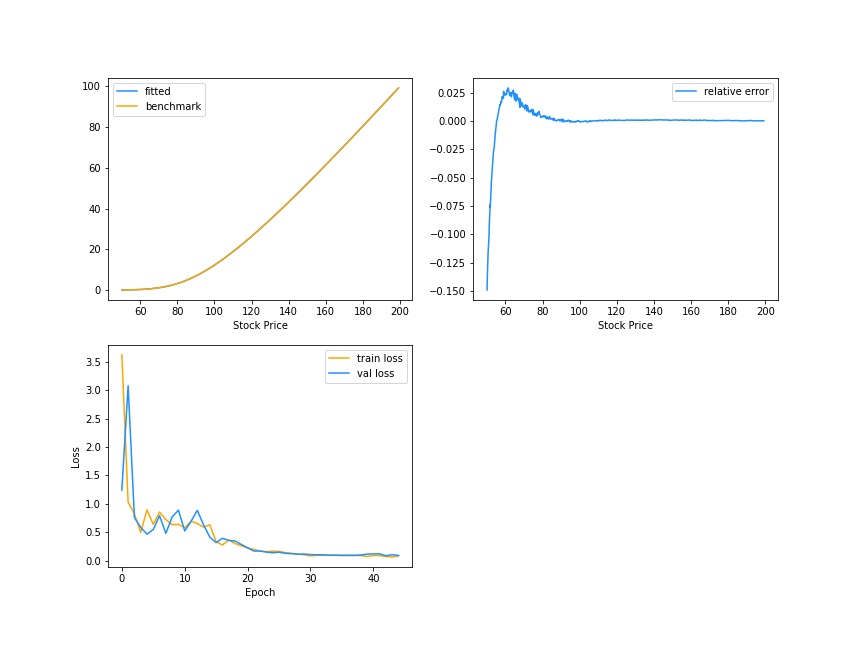 fitted
benchmark
100
80
60
40
20
0
60 80 100 120 140 160 180 200
Stock Price
relative error
0.025
0.000
−0.025
−0.050
−0.075
−0.100
−0.125
−0.150
60 80 100 120 140 160 180 200
Stock Price
train loss
val loss
3.5
3.0
2.5
2.0
1.5
1.0
0.5
0.0
Loss
0 10 20 30 40
Epoch